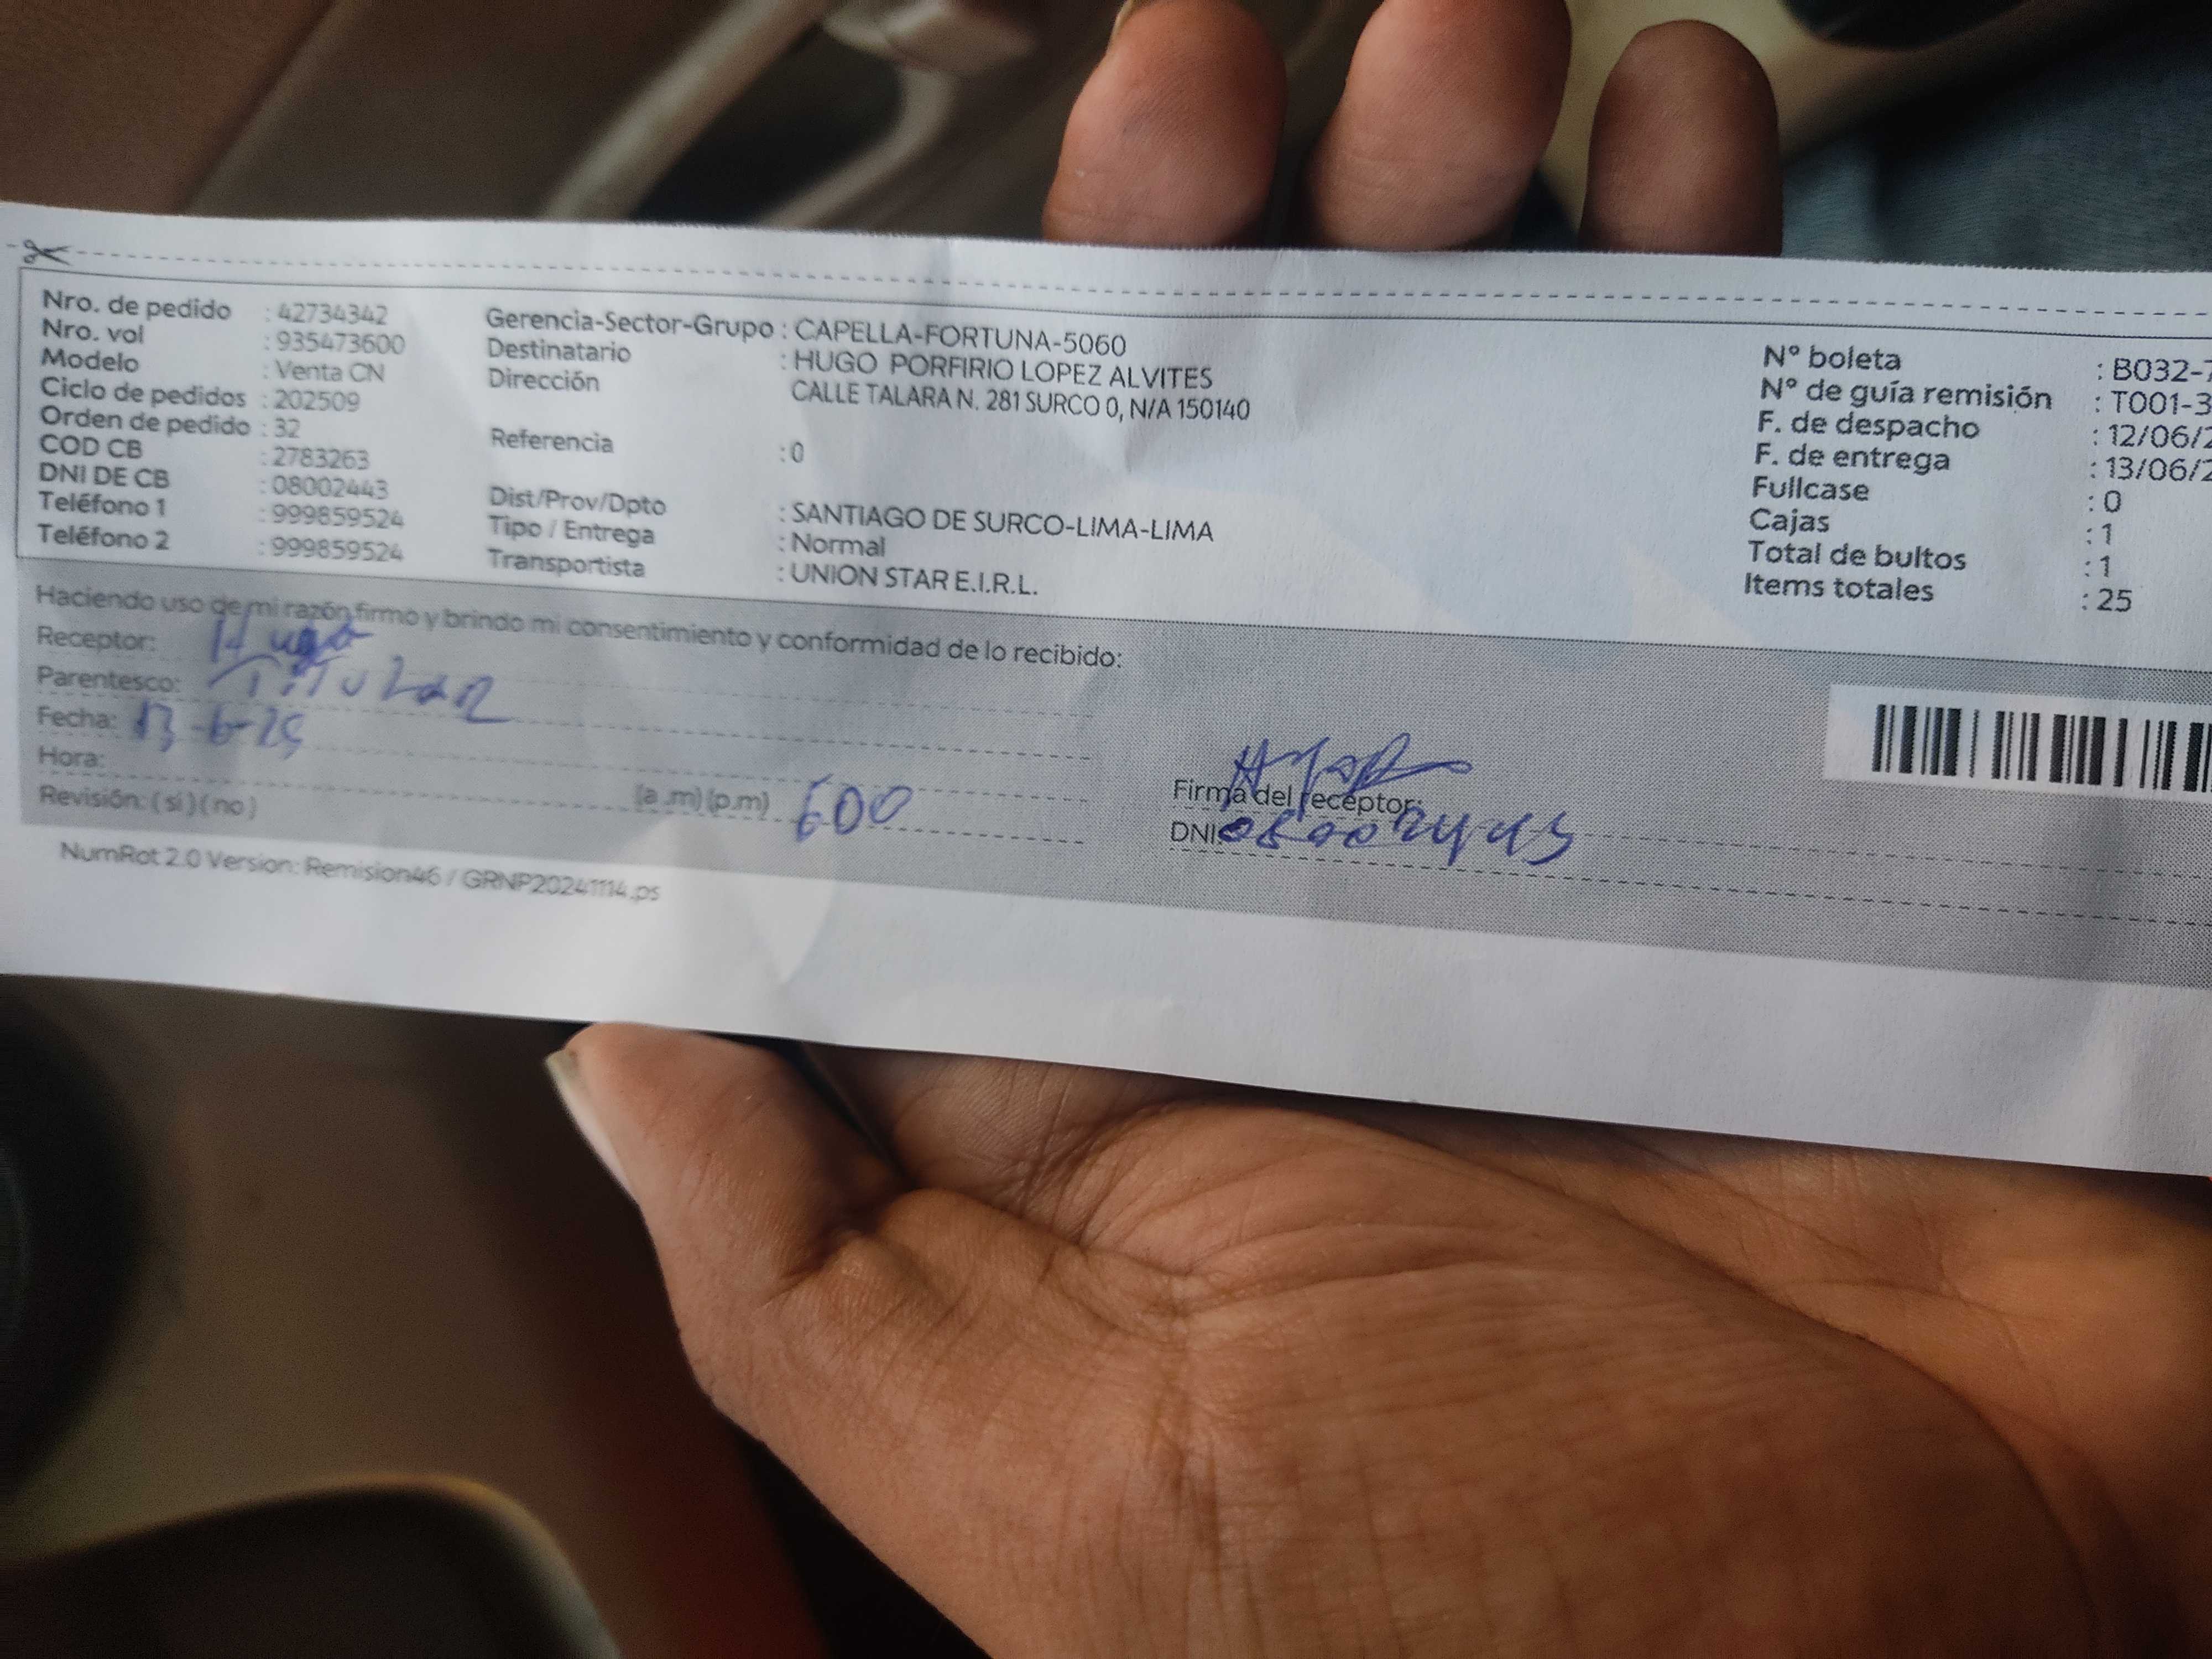 Nro. de pedido : 42734342
Nro. vol : 935473600
Modelo : Venta CN
Ciclo de pedidos : 202509
Orden de pedido : 32
COD CB : 2783263
DNI DE CB : 08002443
Teléfono 1 : 999859524
Teléfono 2 : 999859524
Gerencia-Sector-Grupo : CAPELLA-FORTUNA-5060
Destinatario : HUGO PORFIRIO LOPEZ ALVITES
Dirección CALLE TALARA N. 281 SURCO 0, N/A 150140
Referencia : 0
Dist/Prov/Dpto : SANTIAGO DE SURCO-LIMA-LIMA
Tipo / Entrega : Normal
Transportista : UNION STAR E.I.R.L.
N° boleta : B032-7
N° de guía remisión : T001-3
F. de despacho : 12/06/2
F. de entrega : 13/06/2
Fullcase : 0
Cajas : 1
Total de bultos : 1
Items totales : 25
Haciendo uso de mi razón firmo y brindo mi consentimiento y conformidad de lo recibido:
Receptor: Hugo
Parentesco: TiTular
Fecha: 13-6-25
Hora: (a.m) (p.m) 600
Revisión: (si) (no)
Firma del receptor:
DNI: 08002443
NumRot 2.0 Version: Remision46 / GRNP20241114.ps